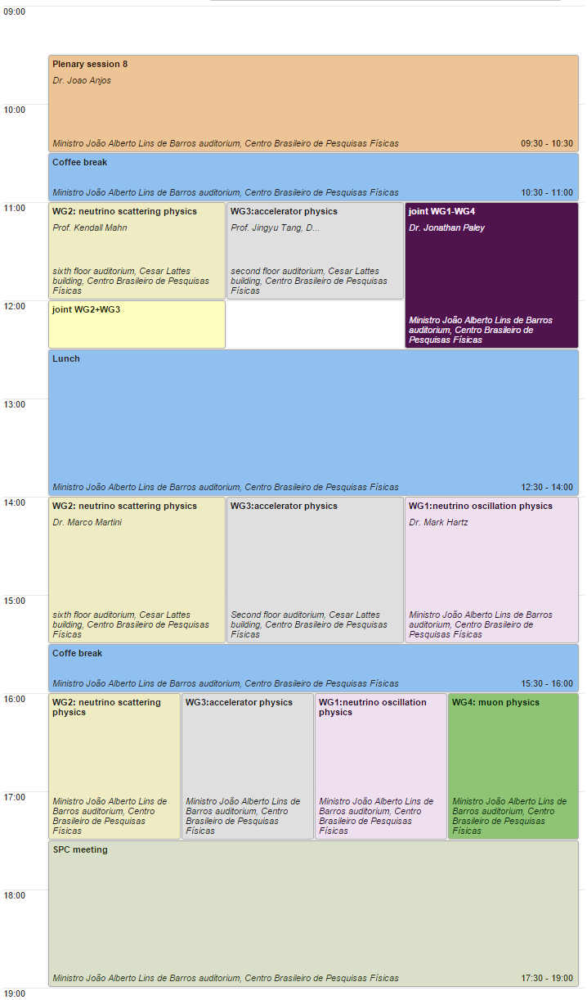 09:00
Plenary session 8
Dr. Joao Anjos
10:00
Ministro João Alberto Lins de Barros auditorium, Centro Brasileiro de Pesquisas Físicas 09:30 - 10:30
Coffee break
Ministro João Alberto Lins de Barros auditorium, Centro Brasileiro de Pesquisas Físicas 10:30 - 11:00
11:00
WG2: neutrino scattering physics
Prof. Kendall Mahn
sixth floor auditorium, Cesar Lattes
building, Centro Brasileiro de Pesquisas
Físicas
WG3:accelerator physics
Prof. Jingyu Tang, D...
second floor auditorium, Cesar Lattes
building, Centro Brasileiro de Pesquisas
Físicas
joint WG1-WG4
Dr. Jonathan Paley
Ministro João Alberto Lins de Barros
auditorium, Centro Brasileiro de
Pesquisas Físicas
12:00
joint WG2+WG3
Lunch
13:00
Ministro João Alberto Lins de Barros auditorium, Centro Brasileiro de Pesquisas Físicas 12:30 - 14:00
14:00
WG2: neutrino scattering physics
Dr. Marco Martini
sixth floor auditorium, Cesar Lattes
building, Centro Brasileiro de Pesquisas
Físicas
WG3:accelerator physics
Second floor auditorium, Cesar Lattes
building, Centro Brasileiro de Pesquisas
Físicas
WG1:neutrino oscillation physics
Dr. Mark Hartz
Ministro João Alberto Lins de Barros
auditorium, Centro Brasileiro de
Pesquisas Físicas
15:00
Coffe break
Ministro João Alberto Lins de Barros auditorium, Centro Brasileiro de Pesquisas Físicas 15:30 - 16:00
16:00
WG2: neutrino scattering
physics
Ministro João Alberto Lins de
Barros auditorium, Centro
Brasileiro de Pesquisas
Físicas
WG3:accelerator physics
Ministro João Alberto Lins de
Barros auditorium, Centro
Brasileiro de Pesquisas
Físicas
WG1:neutrino oscillation
physics
Ministro João Alberto Lins de
Barros auditorium, Centro
Brasileiro de Pesquisas
Físicas
WG4: muon physics
Ministro João Alberto Lins de
Barros auditorium, Centro
Brasileiro de Pesquisas
Físicas
17:00
SPC meeting
18:00
Ministro João Alberto Lins de Barros auditorium, Centro Brasileiro de Pesquisas Físicas 17:30 - 19:00
19:00